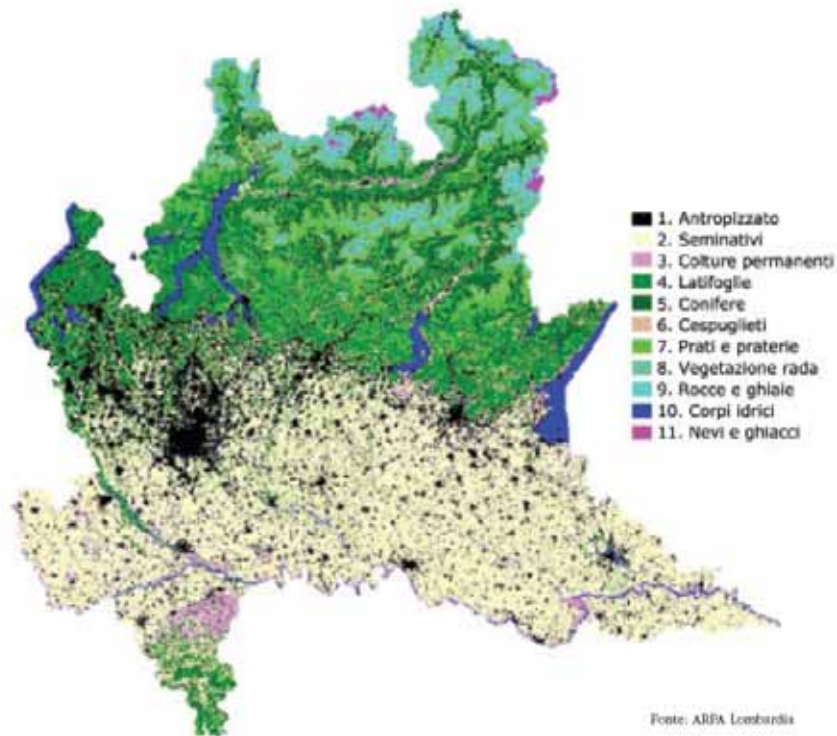 1. Antropizzato
2. Seminativi
3. Colture permanenti
4. Latifoglie
5. Conifere
6. Cespuglieti
7. Prati e praterie
8. Vegetazione rada
9. Rocce e ghiaie
10. Corpi idrici
11. Nevi e ghiacci
Fonte: ARPA Lombardia